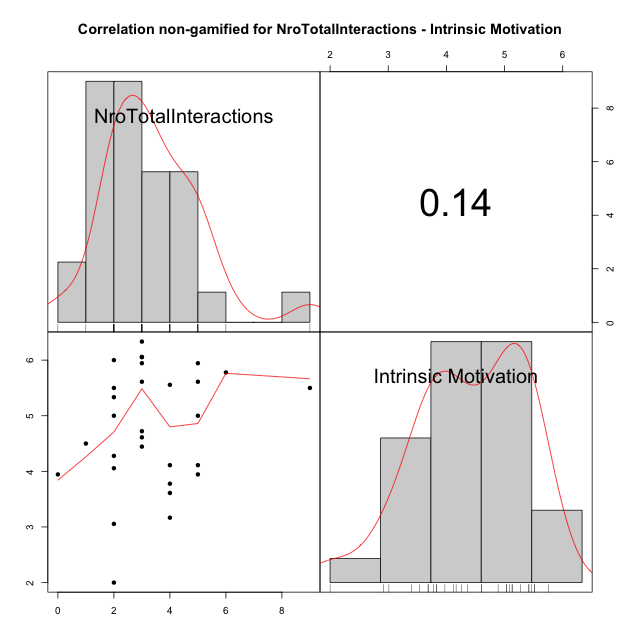 Correlation non-gamified for NroTotalInteractions - Intrinsic Motivation
2 3 4 5 6
NroTotalInteractions
0.14
8
6
4
2
0
6
5
4
3
2
Intrinsic Motivation
0 2 4 6 8